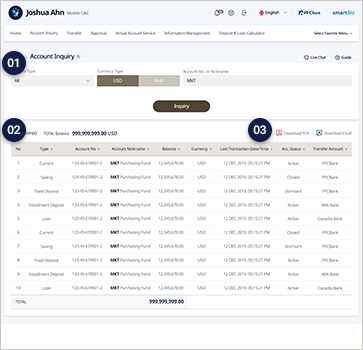 Joshua Ahn Mobile C&C English PPCBank smartBiz
Home Account Inquiry Transfer Approval Virtual Account Service Information Management Deposit & Loan Calculator Select Favorite Menu
01 Account Inquiry Live Chat Guide
Type Currency Type Account No. or Nickname
All USD KHR MKT
Inquiry
02 TOTAL Balance 999,999,999.00 USD 03 Download PDF Download Excel
No Type Account No Account Nickname Balance Currency Last Transaction Date/Time Acc. Status Transfer Amount
1 Current 123-45-678901-2 MKT Purchasing Fund 12,345,678.00 USD 12 DEC 2019, 05:15:21 PM Active PPCBank
2 Saving 123-45-678901-2 MKT Purchasing Fund 12,345,678.00 USD 12 DEC 2019, 05:15:21 PM Closed PPCBank
3 Fixed Deposit 123-45-678901-2 MKT Purchasing Fund 12,345,678.00 USD 12 DEC 2019, 05:15:21 PM Dormant PPCBank
4 Installment Deposit 123-45-678901-2 MKT Purchasing Fund 12,345,678.00 USD 12 DEC 2019, 05:15:21 PM Active ABA Bank
5 Loan 123-45-678901-2 MKT Purchasing Fund 12,345,678.00 USD 12 DEC 2019, 05:15:21 PM Active Canadia Bank
6 Current 123-45-678901-2 MKT Purchasing Fund 12,345,678.00 USD 12 DEC 2019, 05:15:21 PM Closed PPCBank
7 Saving 123-45-678901-2 MKT Purchasing Fund 12,345,678.00 USD 12 DEC 2019, 05:15:21 PM Dormant PPCBank
8 Fixed Deposit 123-45-678901-2 MKT Purchasing Fund 12,345,678.00 USD 12 DEC 2019, 05:15:21 PM Active PPCBank
9 Installment Deposit 123-45-678901-2 MKT Purchasing Fund 12,345,678.00 USD 12 DEC 2019, 05:15:21 PM Active ABA Bank
10 Loan 123-45-678901-2 MKT Purchasing Fund 12,345,678.00 USD 12 DEC 2019, 05:15:21 PM Active Canadia Bank
TOTAL 999,999,999.00